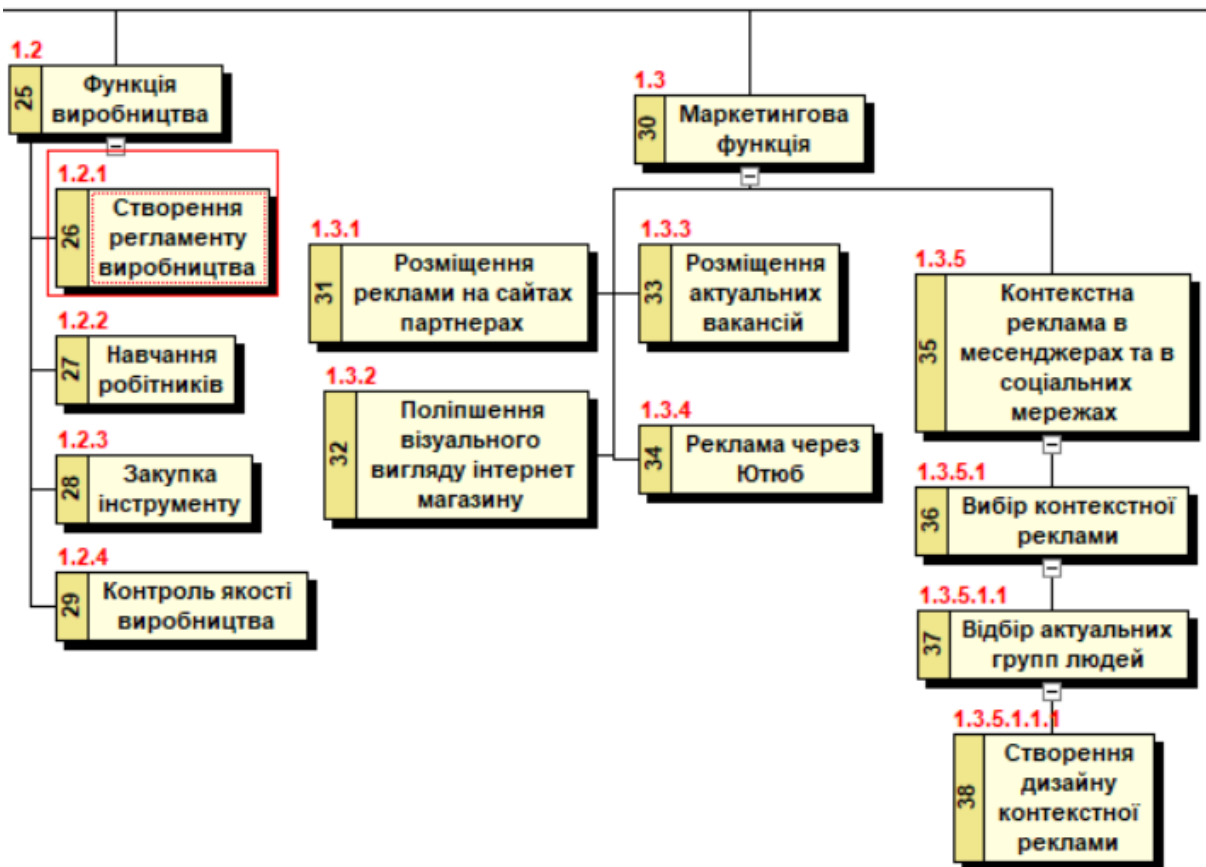 1.2
25
Функція
виробництва
1.2.1
26
Створення
регламенту
виробництва
1.2.2
27
Навчання
робітників
1.2.3
28
Закупка
інструменту
1.2.4
29
Контроль якості
виробництва
1.3
30
Маркетингова
функція
1.3.1
31
Розміщення
реклами на сайтах
партнерах
1.3.2
32
Поліпшення
візуального
вигляду інтернет
магазину
1.3.3
33
Розміщення
актуальних
вакансій
1.3.4
34
Реклама через
Ютюб
1.3.5
35
Контекстна
реклама в
месенджерах та в
соціальних
мережах
1.3.5.1
36
Вибір контекстної
реклами
1.3.5.1.1
37
Відбір актуальних
групп людей
1.3.5.1.1.1
38
Створення
дизайну
контекстної
реклами